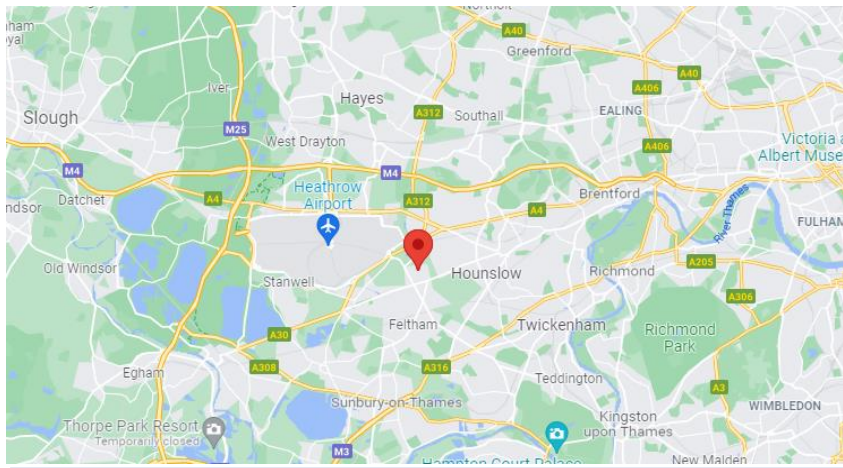 Northolt
A40
Greenford
A40
Iver
Hayes
A406
Slough
A312
Southall
EALING
M25
West Drayton
A406
Victoria a
Albert Muse
M4
M4
Heathrow
Airport
A4
A312
Brentford
Datchet
ndsor
A4
River Thames
FULHAM
Old Windsor
Hounslow
Richmond
A205
Stanwell
A306
A30
Feltham
Twickenham
Richmond
Park
Egham
A308
A316
Teddington
A3
Sunbury-on-Thames
WIMBLEDON
Thorpe Park Resort
Temporarily closed
Kingston
upon Thames
M3
Hampton Court Palace
New Malden